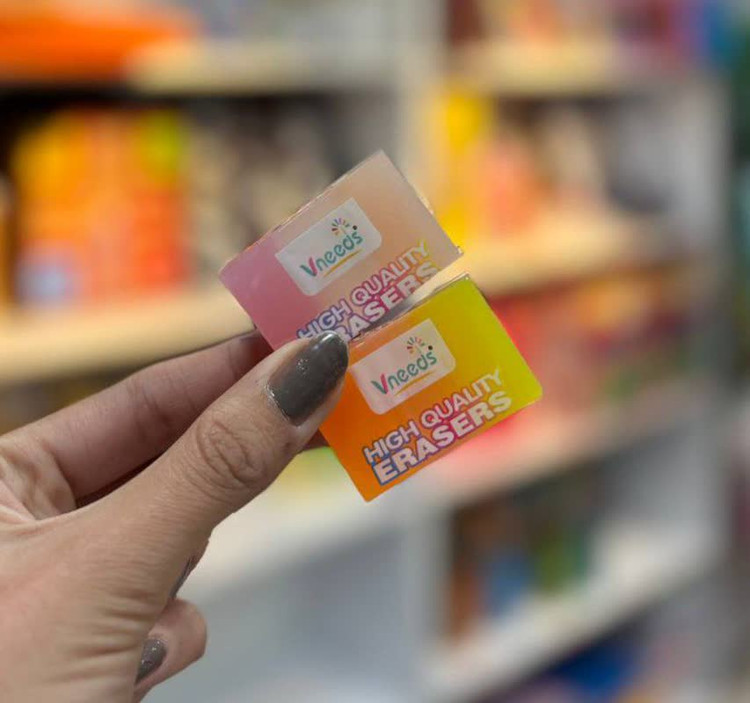 Vneeds
HIGH QUALITY
ERASERS
Vneeds
HIGH QUALITY
ERASERS